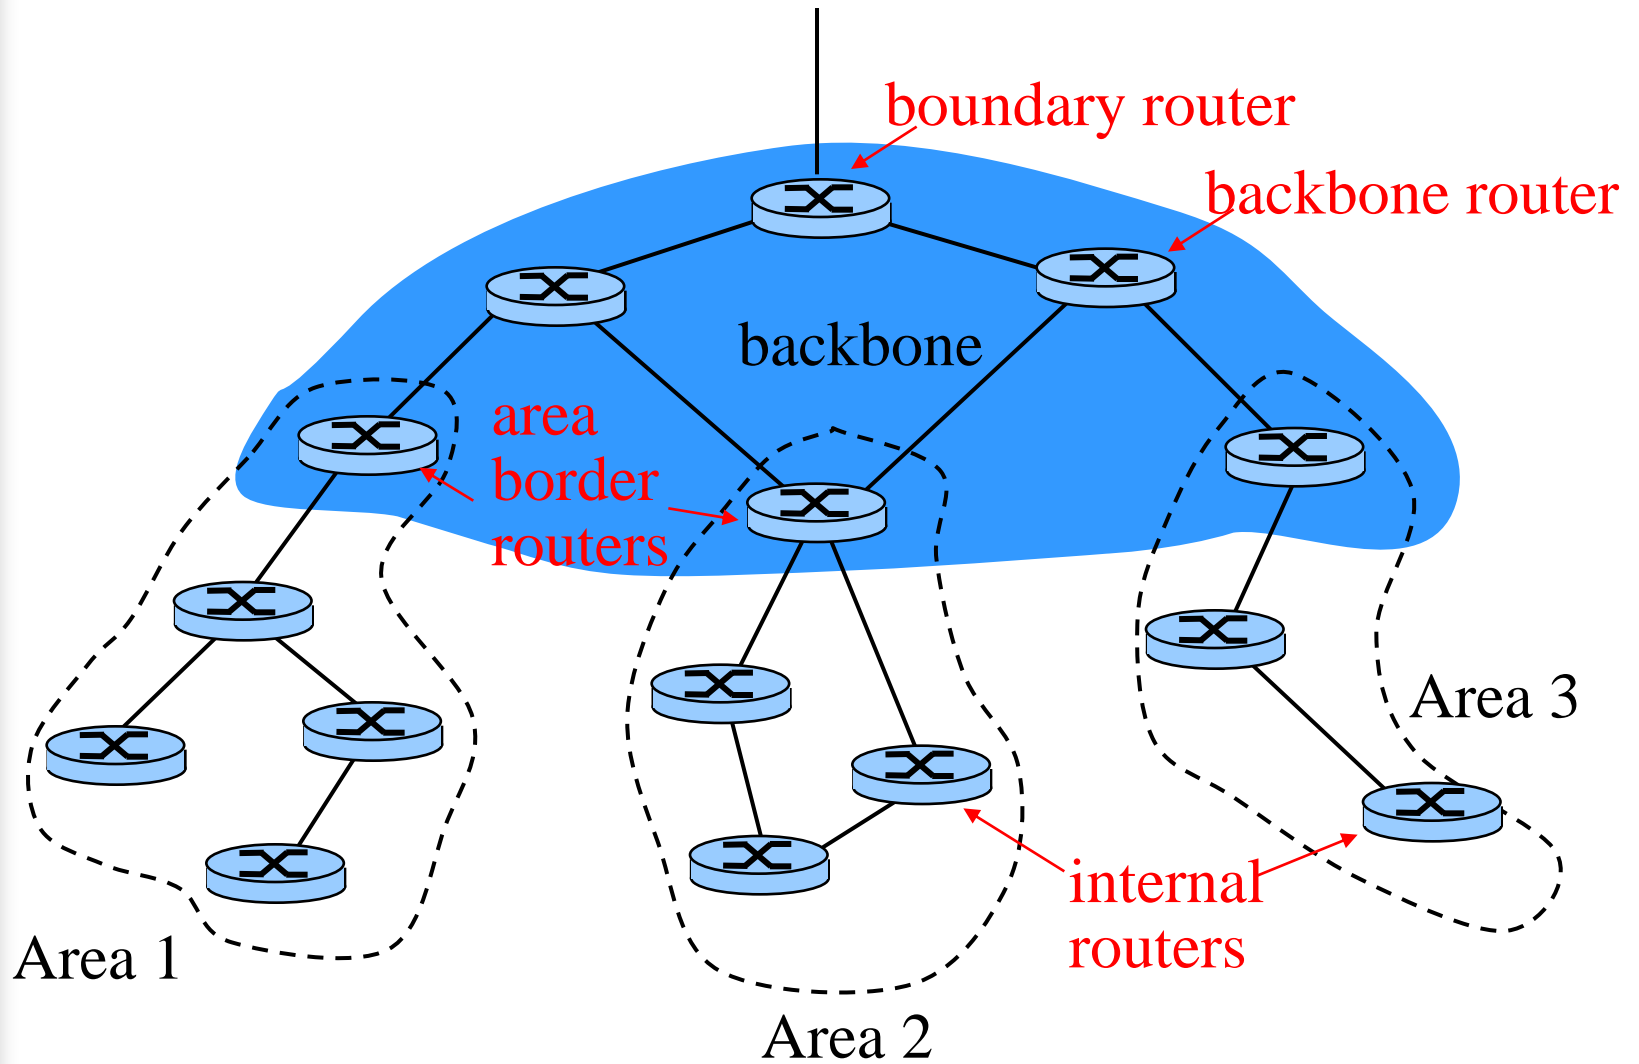 boundary router
backbone router
backbone
area
border
routers
Area 3
internal
routers
Area 1
Area 2